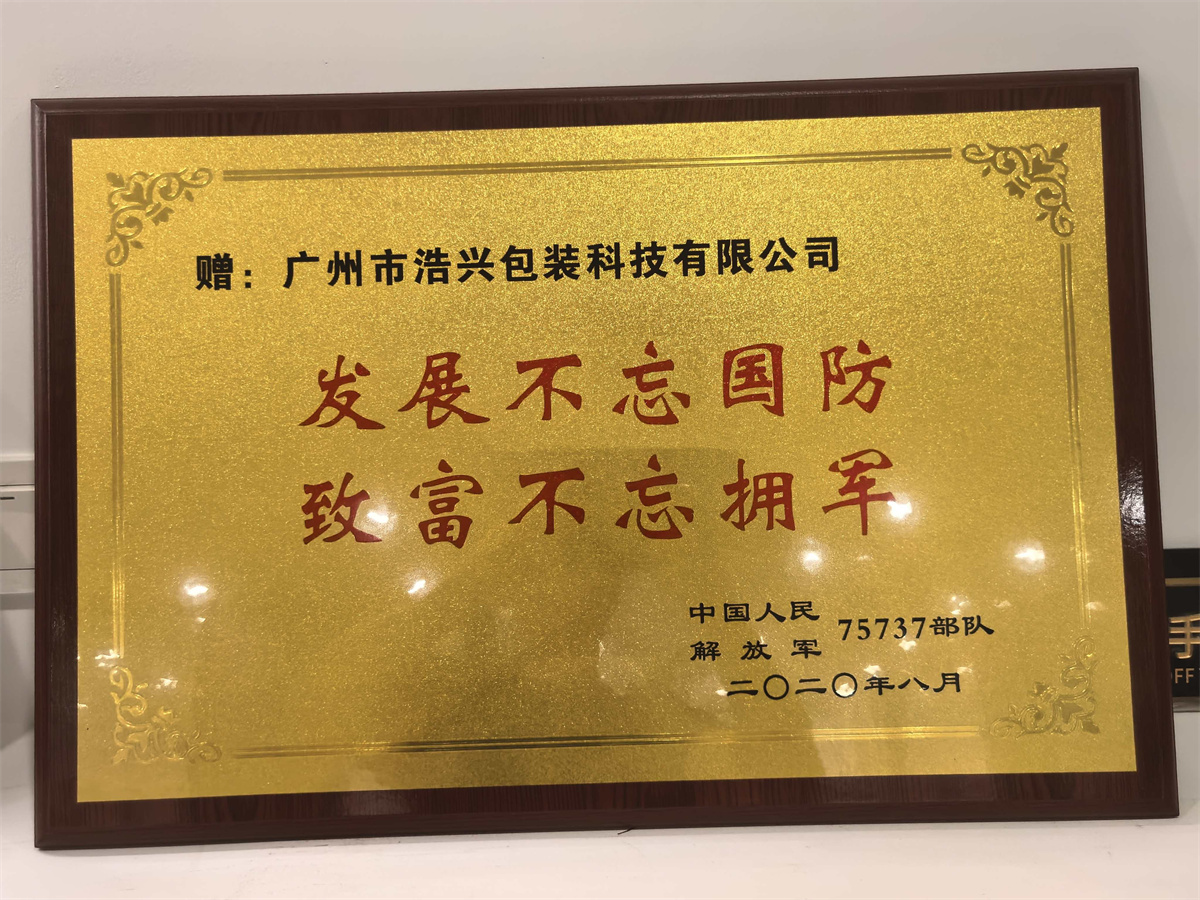 赠：广州市浩兴包装科技有限公司
发展不忘国防
致富不忘拥军
中国人民
解放军 75737部队
二〇二〇年八月
手
OFF